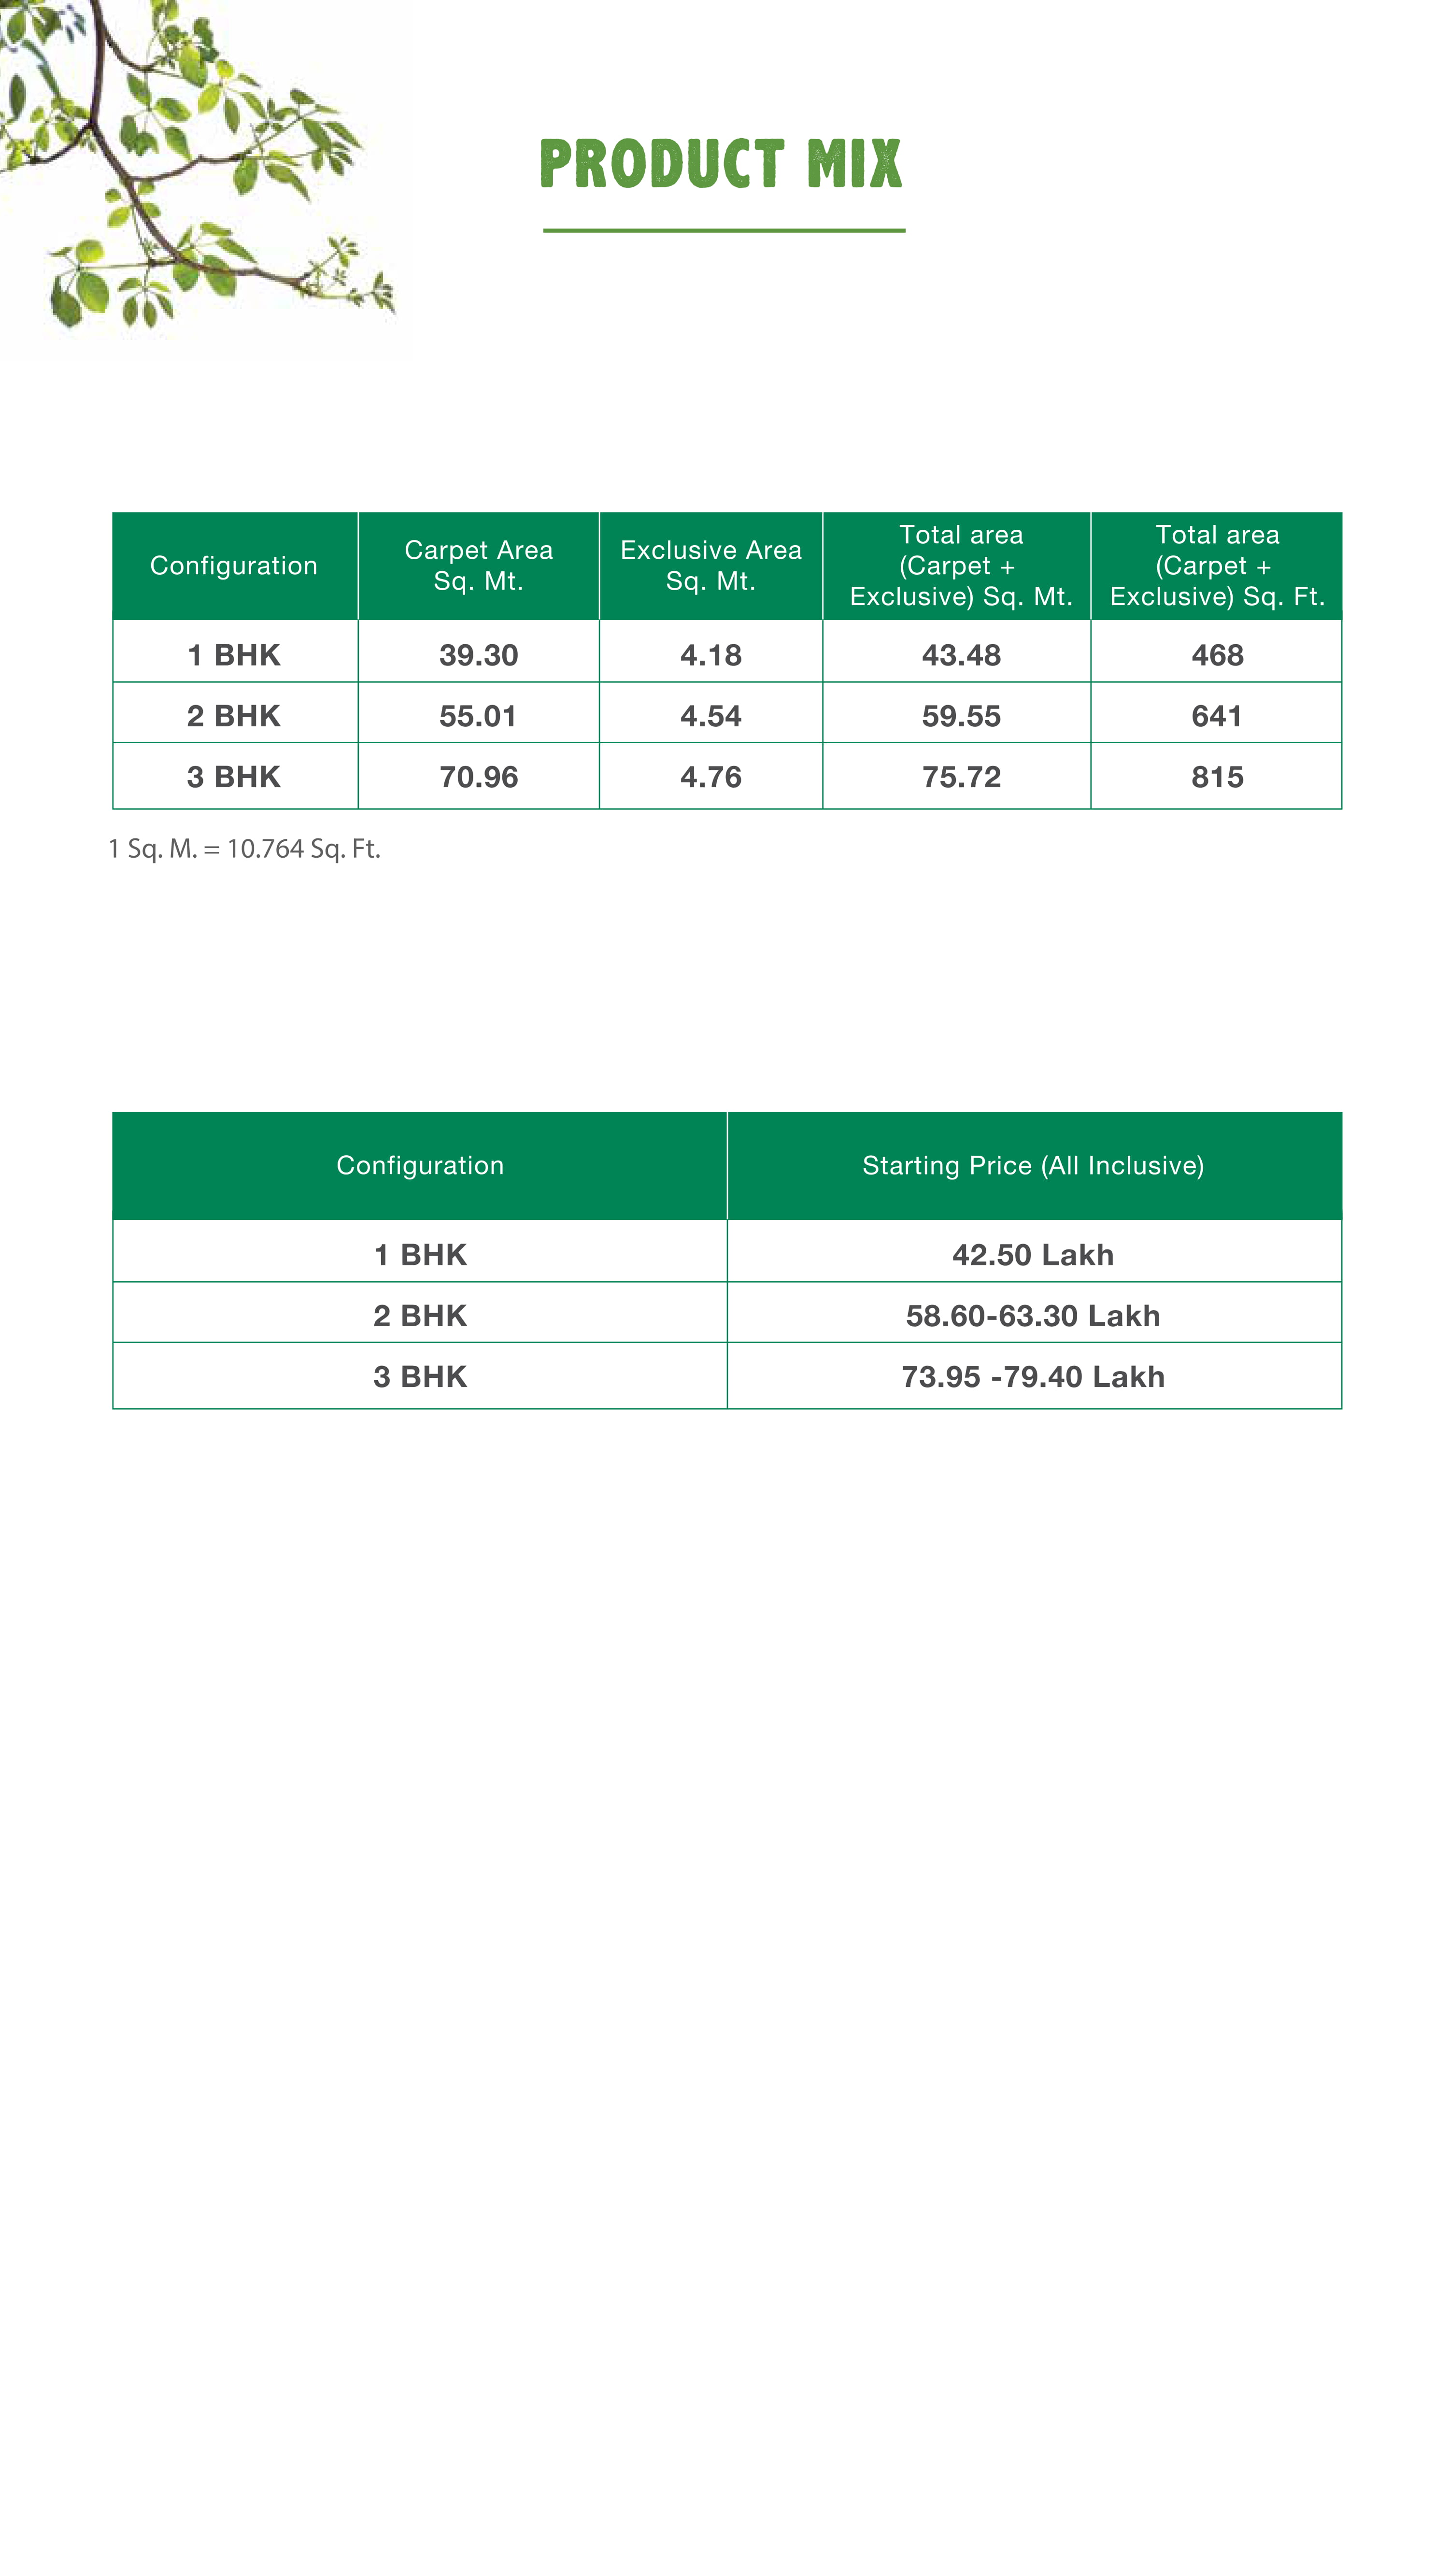 PRODUCT MIX
Configuration
Carpet Area
Sq. Mt.
Exclusive Area
Sq. Mt.
Total area
(Carpet +
Exclusive) Sq. Mt.
Total area
(Carpet +
Exclusive) Sq. Ft.
1 BHK 39.30 4.18 43.48 468
2 BHK 55.01 4.54 59.55 641
3 BHK 70.96 4.76 75.72 815
1 Sq. M. = 10.764 Sq. Ft.
Configuration Starting Price (All Inclusive)
1 BHK 42.50 Lakh
2 BHK 58.60-63.30 Lakh
3 BHK 73.95 -79.40 Lakh